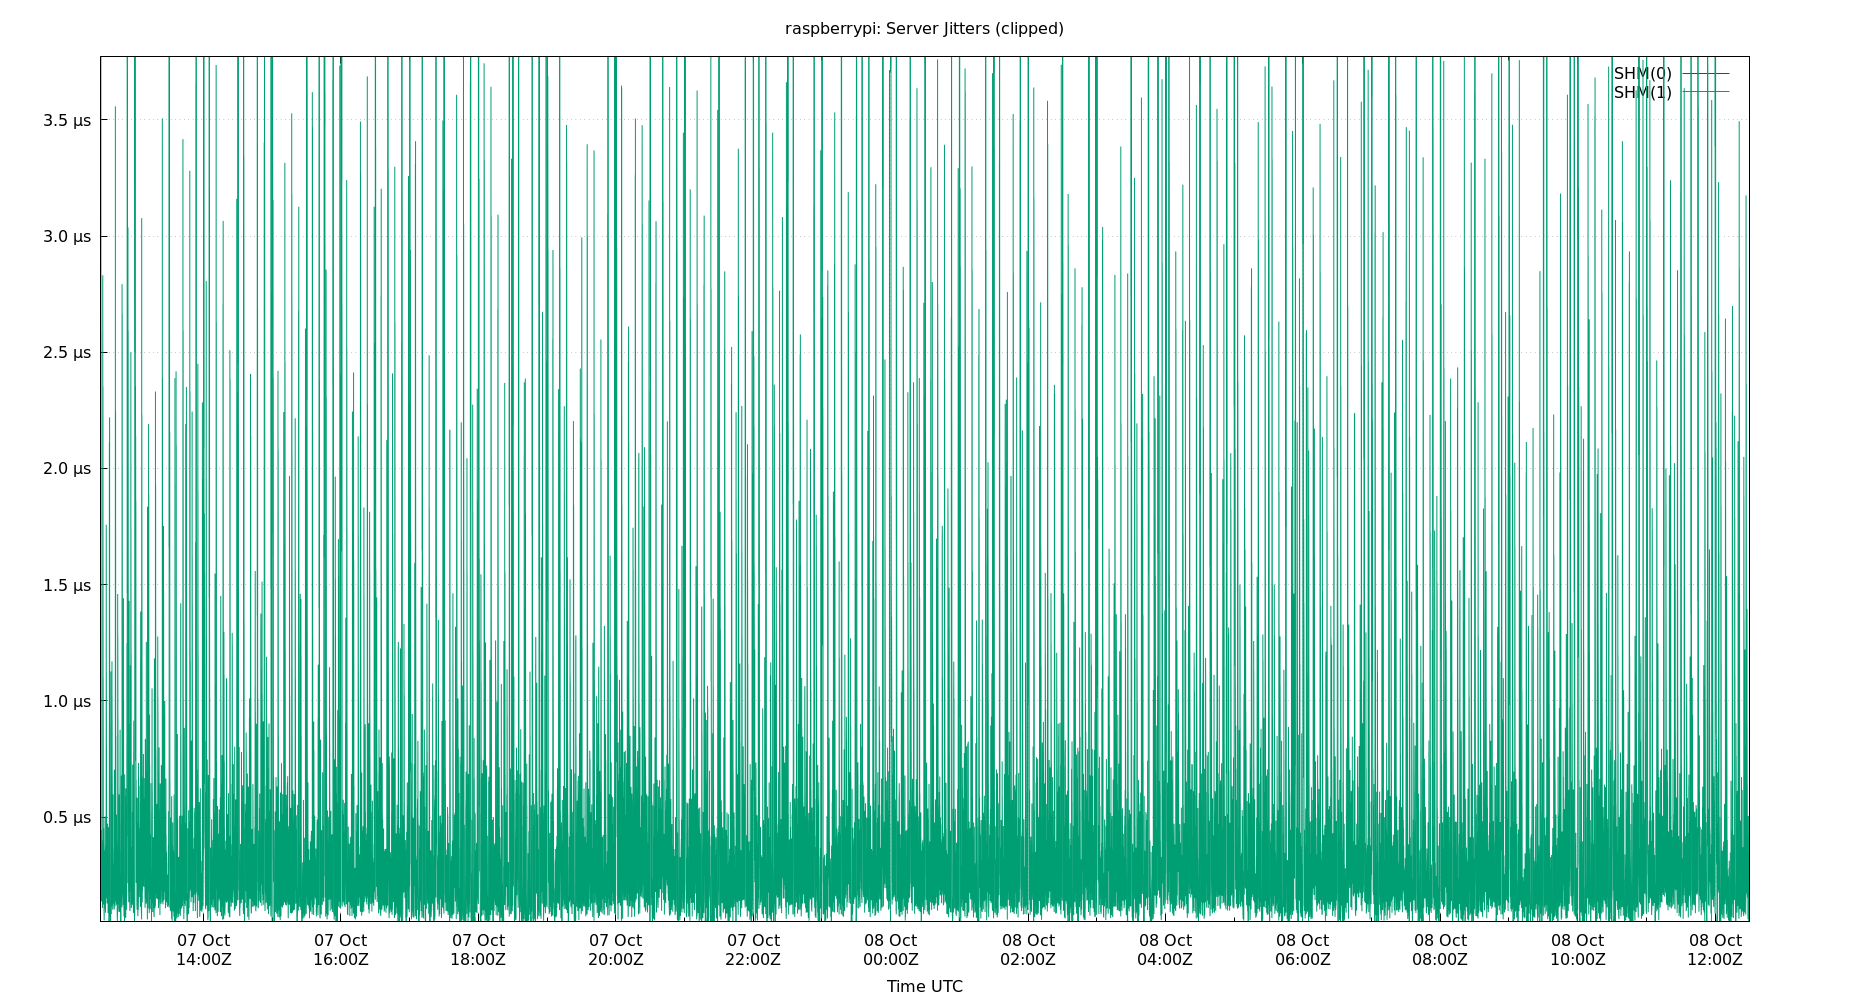 raspberrypi: Server Jitters (clipped)
SHM(0)
SHM(1)
3.5 µs
3.0 µs
2.5 µs
2.0 µs
1.5 µs
1.0 µs
0.5 µs
07 Oct 07 Oct 07 Oct 07 Oct 07 Oct 08 Oct 08 Oct 08 Oct 08 Oct 08 Oct 08 Oct 08 Oct
14:00Z 16:00Z 18:00Z 20:00Z 22:00Z 00:00Z 02:00Z 04:00Z 06:00Z 08:00Z 10:00Z 12:00Z
Time UTC